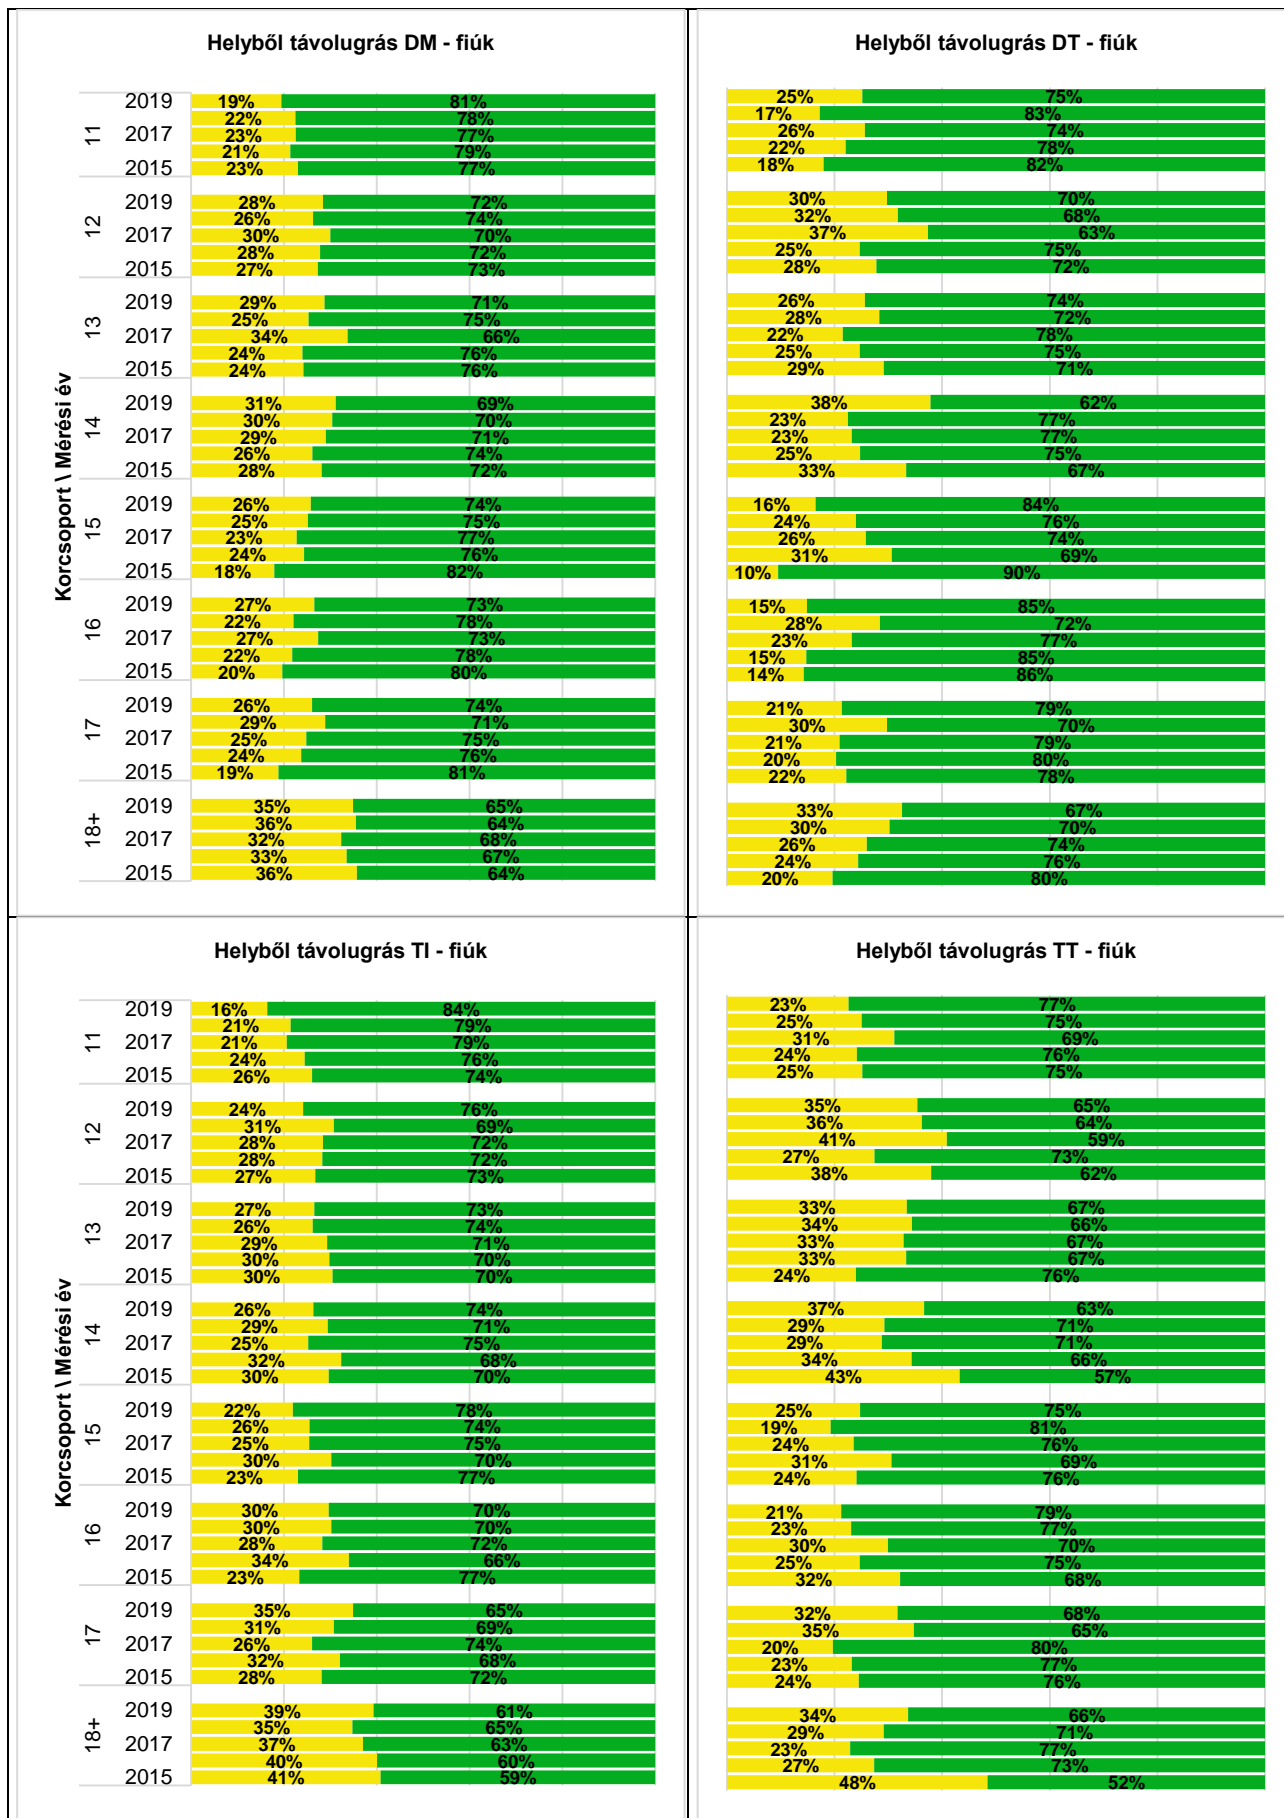 Helyből távolugrás DM - fiúk
Korcsoport \ Mérési év
11
2019 19% 81%
22% 78%
2017 23% 77%
21% 79%
2015 23% 77%
12
2019 28% 72%
26% 74%
2017 30% 70%
28% 72%
2015 27% 73%
13
2019 29% 71%
25% 75%
2017 34% 66%
24% 76%
2015 24% 76%
14
2019 31% 69%
30% 70%
2017 29% 71%
26% 74%
2015 28% 72%
15
2019 26% 74%
25% 75%
2017 23% 77%
24% 76%
2015 18% 82%
16
2019 27% 73%
22% 78%
2017 27% 73%
22% 78%
2015 20% 80%
17
2019 26% 74%
29% 71%
2017 25% 75%
24% 76%
2015 19% 81%
18+
2019 35% 65%
36% 64%
2017 32% 68%
33% 67%
2015 36% 64%
Helyből távolugrás DT - fiúk
25% 75%
17% 83%
26% 74%
22% 78%
18% 82%
30% 70%
32% 68%
37% 63%
25% 75%
28% 72%
26% 74%
28% 72%
22% 78%
25% 75%
29% 71%
38% 62%
23% 77%
23% 77%
25% 75%
33% 67%
16% 84%
24% 76%
26% 74%
31% 69%
10% 90%
15% 85%
28% 72%
23% 77%
15% 85%
14% 86%
21% 79%
30% 70%
21% 79%
20% 80%
22% 78%
33% 67%
30% 70%
26% 74%
24% 76%
20% 80%
Helyből távolugrás TI - fiúk
Korcsoport \ Mérési év
11
2019 16% 84%
21% 79%
2017 21% 79%
24% 76%
2015 26% 74%
12
2019 24% 76%
31% 69%
2017 28% 72%
28% 72%
2015 27% 73%
13
2019 27% 73%
26% 74%
2017 29% 71%
30% 70%
2015 30% 70%
14
2019 26% 74%
29% 71%
2017 25% 75%
32% 68%
2015 30% 70%
15
2019 22% 78%
26% 74%
2017 25% 75%
30% 70%
2015 23% 77%
16
2019 30% 70%
30% 70%
2017 28% 72%
34% 66%
2015 23% 77%
17
2019 35% 65%
31% 69%
2017 26% 74%
32% 68%
2015 28% 72%
18+
2019 39% 61%
35% 65%
2017 37% 63%
40% 60%
2015 41% 59%
Helyből távolugrás TT - fiúk
23% 77%
25% 75%
31% 69%
24% 76%
25% 75%
35% 65%
36% 64%
41% 59%
27% 73%
38% 62%
33% 67%
34% 66%
33% 67%
33% 67%
24% 76%
37% 63%
29% 71%
29% 71%
34% 66%
43% 57%
25% 75%
19% 81%
24% 76%
31% 69%
24% 76%
21% 79%
23% 77%
30% 70%
25% 75%
32% 68%
32% 68%
35% 65%
20% 80%
23% 77%
24% 76%
34% 66%
29% 71%
23% 77%
27% 73%
48% 52%